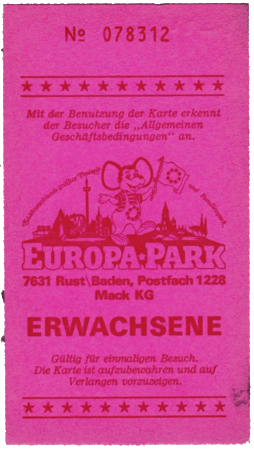 № 078312
Mit der Benutzung der Karte erkennt
der Besucher die „Allgemeinen
Geschäftsbedingungen" an.
EUROPA-PARK
7631 Rust\Baden, Postfach 1228
Mack KG
ERWACHSENE
Gültig für einmaligen Besuch.
Die Karte ist aufzubewahren und auf
Verlangen vorzuzeigen.